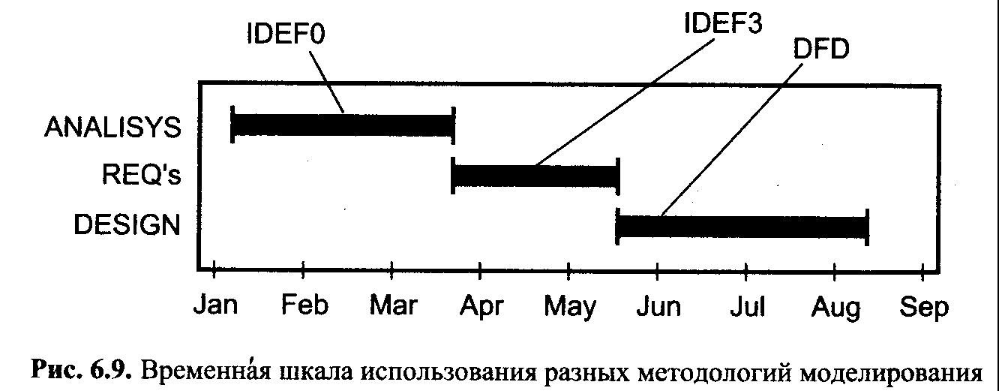 IDEF0
IDEF3
DFD
ANALISYS
REQ's
DESIGN
Jan Feb Mar Apr May Jun Jul Aug Sep
Рис. 6.9. Временна́я шкала использования разных методологий моделирования